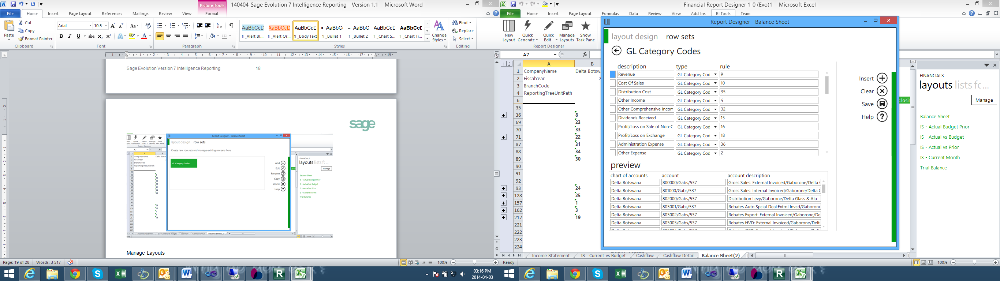 140404-Sage Evolution 7 Intelligence Reporting - Version 1.1 - Microsoft Word
Picture Tools
File Home Insert Page Layout References Mailings Review View Format
Paste
Cut
Copy
Format Painter
Clipboard
Arial 10.5
Font
Paragraph
AaBbCcD AaBbCcD AaBbCcD AaBbC AaBbC AaBbCcD AaBbCcI
_Alert Bl... _Alert Or... _Body Text _Bullet 1 _Bullet 2 _Chart S... _Chart Ti...
Styles
Change Styles
Find
Replace
Select
Editing
Sage Evolution Version 7 Intelligence Reporting 18
sage
Report Designer - Balance Sheet
layout design row sets
Create new row sets and manage existing row sets here
GL Category Codes
Add
Edit
Rename
Copy
Delete
Help
FINANCIALS
layouts lists fc...
Manage
Balance Sheet
IS - Actual Budget Prior
IS - Actual vs Budget
IS - Actual vs Prior
IS - Current Month
Trial Balance
CompanyName
FiscalYear
BranchCode
ReportingTreeUnitPath
Income Statement IS - Current vs Budget Cashflow Cashflow Detail Balance Sheet(2)
Manage Layouts
Page: 19 of 28 Words: 3 517 100%
03:16 PM
2014-04-03
Financial Report Designer 1-0 (Evo)1 - Microsoft Excel
File Home Insert Page Layout Formulas Data Review View Add-Ins BI Tools Team
New Layout
Quick Generate
Quick Edit
Manage Layouts
Show Task Pane
Report Designer
A7 fx
1 2 A B
1 CompanyName Delta Botsw
2 FiscalYear 2
3 BranchCode
4 ReportingTreeUnitPath
6
35
36 8
69 23
70 33
71 22
87 31
88 34
89 30
90
91
92
93 24
128 25
157 1
162 3
217 19
221
222
223
224
Report Designer - Balance Sheet
layout design row sets
GL Category Codes
description type rule
Revenue GL Category Cod 9
Cost Of Sales GL Category Cod 10
Distribution Cost GL Category Cod 35
Other Income GL Category Cod 4
Other Comprehensive Incom GL Category Cod 32
Dividends Received GL Category Cod 15
Profit/Loss on Sale of Non-C GL Category Cod 16
Profit/Loss on Exchange GL Category Cod 18
Administration Expense GL Category Cod 36
Other Expense GL Category Cod 2
Insert
Clear
Save
Help
preview
chart of accounts account account description
Delta Botswana 800000/Gabs/537 Gross Sales: External Invoiced/Gaborone/Delta
Delta Botswana 801000/Gabs/537 Gross Sales: Internal Invoiced/Gaborone/Delta
Delta Botswana 802000/Gabs/537 Distribution Levy/Gaborone/Delta Glass & Alu
Delta Botswana 803001/Gabs/537 Rebates Auto Spcial Deal:Extrnl Invcd/Gaborone
Delta Botswana 803002/Gabs/537 Rebates Export: External Invoiced/Gaborone/De
Delta Botswana 803003/Gabs/537 Rebates HVD: External Invoiced/Gaborone/Delt
Closin
FINANCIALS
layouts lists fc ...
Manage
Balance Sheet
IS - Actual Budget Prior
IS - Actual vs Budget
IS - Actual vs Prior
IS - Current Month
Trial Balance
Income Statement IS - Current vs Budget Cashflow Cashflow Detail Balance Sheet(2)
Ready 100%